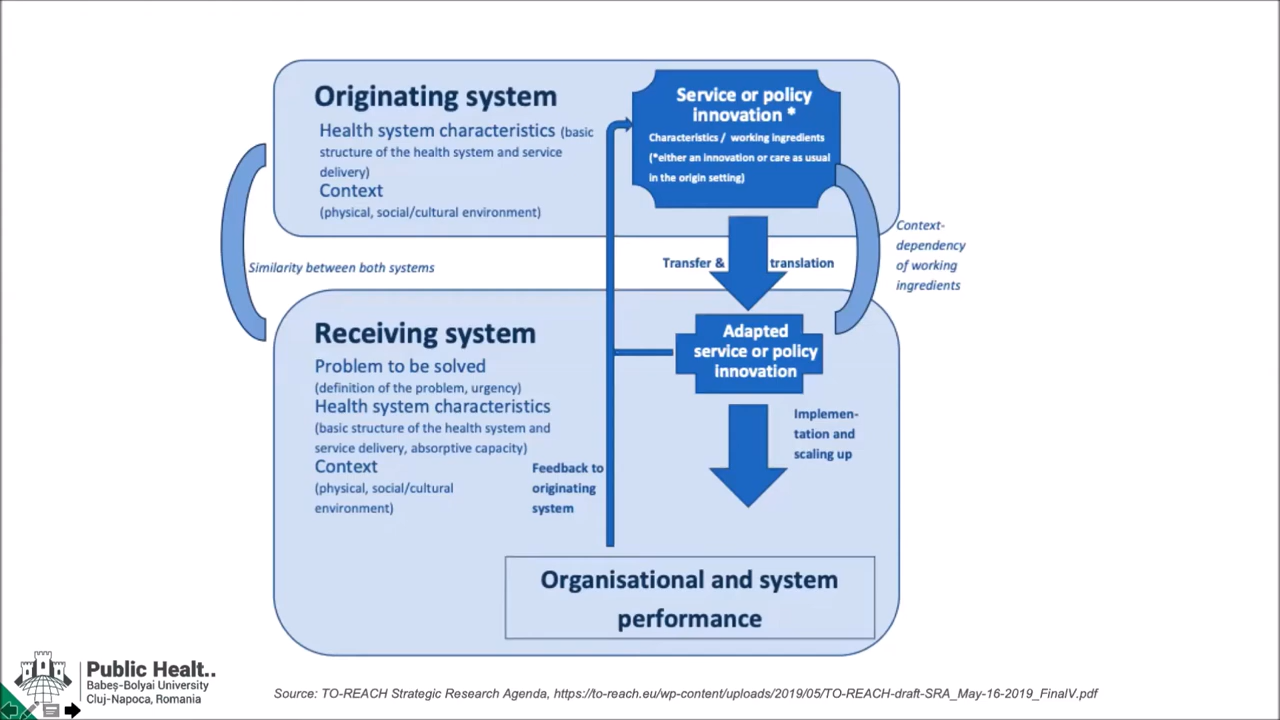 Originating system
Health system characteristics (basic
structure of the health system and service
delivery)
Context
(physical, social/cultural environment)
Service or policy
innovation *
Characteristics / working ingredients
(*either an innovation or care as usual
in the origin setting)
Similarity between both systems
Transfer & translation
Context-
dependency
of working
ingredients
Receiving system
Problem to be solved
(definition of the problem, urgency)
Health system characteristics
(basic structure of the health system and
service delivery, absorptive capacity)
Context
(physical, social/cultural
environment)
Adapted
service or policy
innovation
Implemen-
tation and
scaling up
Feedback to
originating
system
Organisational and system
performance
Public Healt..
Babeș-Bolyai University
Cluj-Napoca, Romania
Source: TO-REACH Strategic Research Agenda, https://to-reach.eu/wp-content/uploads/2019/05/TO-REACH-draft-SRA_May-16-2019_FinalV.pdf